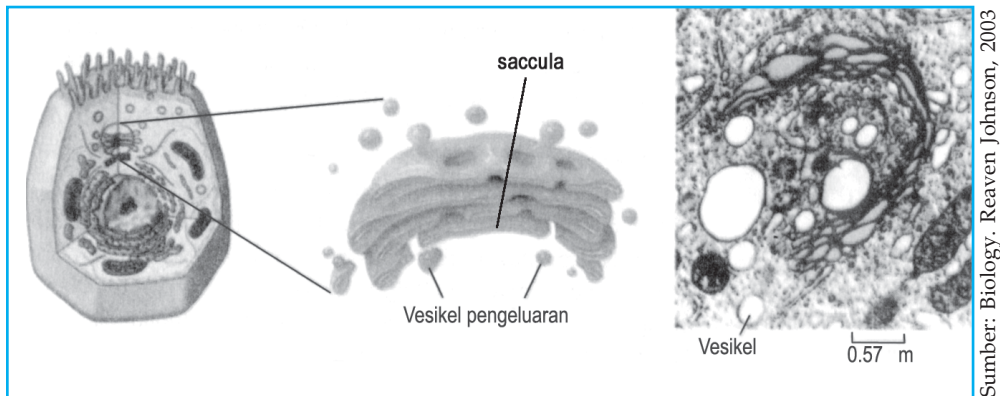 saccula
Vesikel pengeluaran
Vesikel
0.57 m
Sumber: Biology. Reaven Johnson, 2003